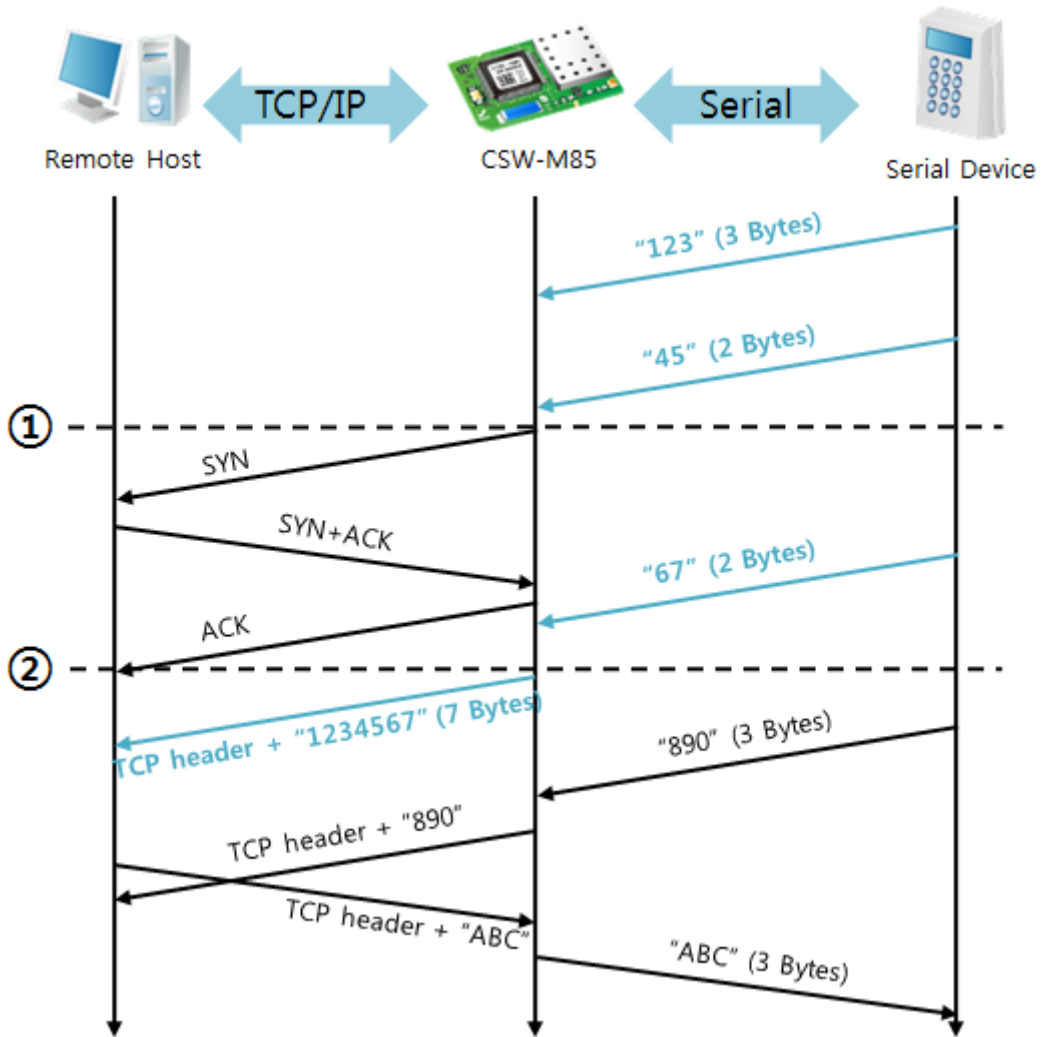 TCP/IP
Serial
Remote Host
CSW-M85
Serial Device
"123" (3 Bytes)
"45" (2 Bytes)
①
SYN
SYN+ACK
"67" (2 Bytes)
ACK
②
TCP header + "1234567" (7 Bytes)
"890" (3 Bytes)
TCP header + "890"
TCP header + "ABC"
"ABC" (3 Bytes)